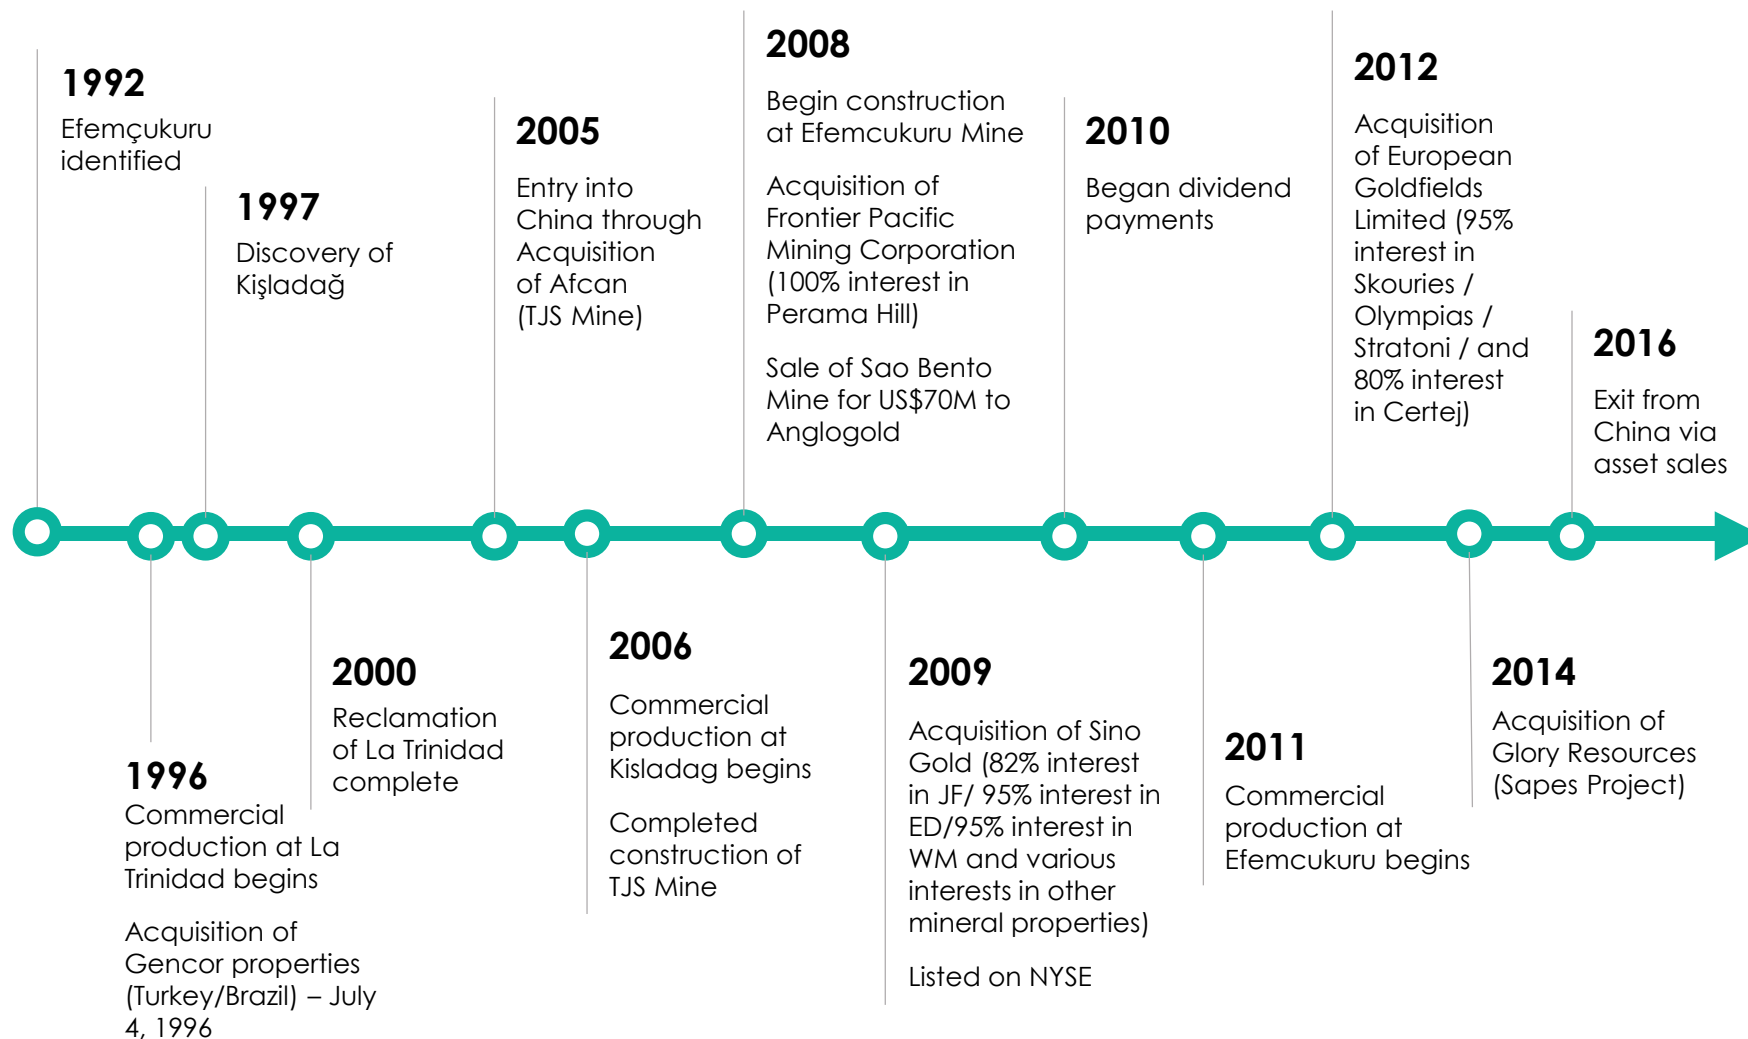 1992
Efemçukuru
identified
1996
Commercial
production at La
Trinidad begins
Acquisition of
Gencor properties
(Turkey/Brazil) – July
4, 1996
1997
Discovery of
Kişladağ
2000
Reclamation
of La Trinidad
complete
2005
Entry into
China through
Acquisition
of Afcan
(TJS Mine)
2006
Commercial
production at
Kisladag begins
Completed
construction of
TJS Mine
2008
Begin construction
at Efemcukuru Mine
Acquisition of
Frontier Pacific
Mining Corporation
(100% interest in
Perama Hill)
Sale of Sao Bento
Mine for US$70M to
Anglogold
2009
Acquisition of Sino
Gold (82% interest
in JF/ 95% interest in
ED/95% interest in
WM and various
interests in other
mineral properties)
Listed on NYSE
2010
Began dividend
payments
2011
Commercial
production at
Efemcukuru begins
2012
Acquisition
of European
Goldfields
Limited (95%
interest in
Skouries /
Olympias /
Stratoni / and
80% interest
in Certej)
2014
Acquisition of
Glory Resources
(Sapes Project)
2016
Exit from
China via
asset sales